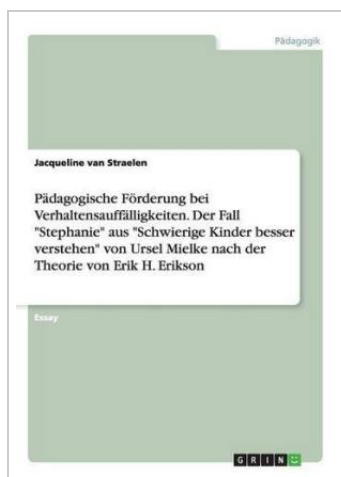 Pädagogik
Jacqueline van Straelen
Pädagogische Förderung bei
Verhaltensauffälligkeiten. Der Fall
"Stephanie" aus "Schwierige Kinder besser
verstehen" von Ursel Mielke nach der
Theorie von Erik H. Erikson
Essay
GRIN